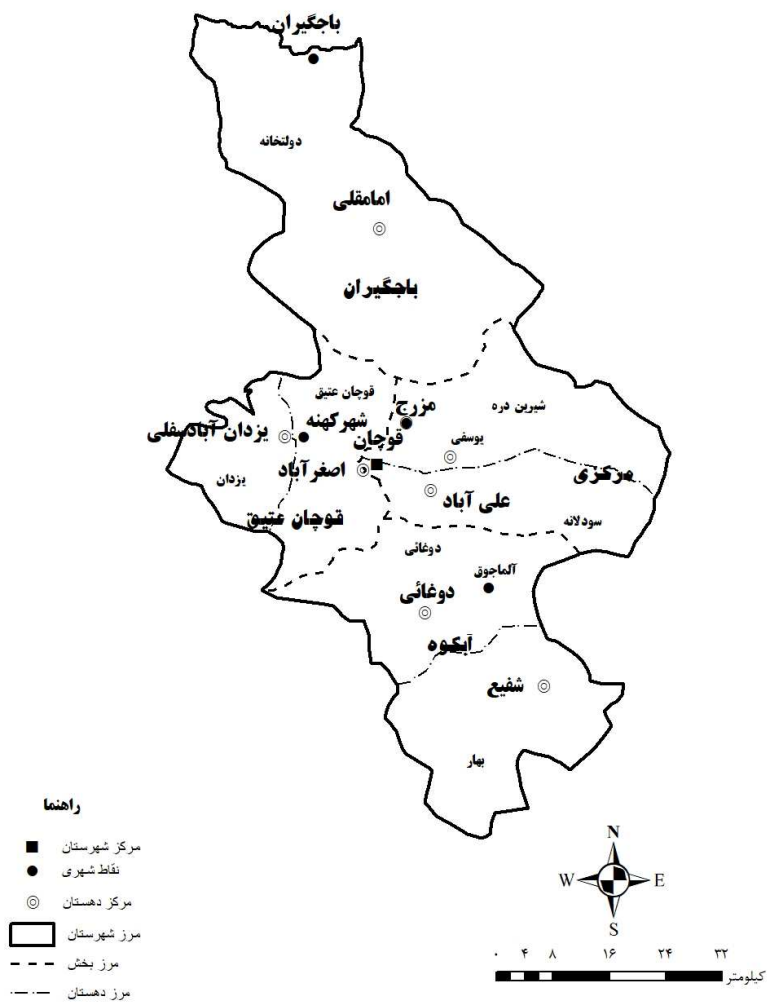 باجگیران
دولتخانه
امامقلی
باجگیران
قوچان عتیق
شیرین دره
مزرج
شهرکهنه
یوسفی
قوچان
یزدان آبادسفلی
اصغرآباد
مرکزی
یزدان
علی آباد
قوچان عتیق
سودلانه
دوغائی
آلماجوق
دوغائی
آبکوه
شفیع
بهار
راهنما
مرکز شهرستان
نقاط شهری
مرکز دهستان
مرز شهرستان
مرز بخش
مرز دهستان
N
W E
S
۰ ۴ ۸ ۱۶ ۲۴ ۳۲
کیلومتر